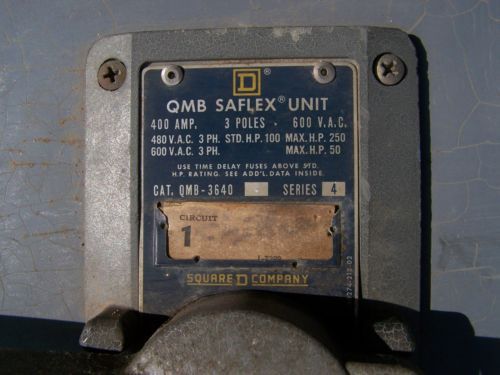 D®
QMB SAFLEX® UNIT
400 AMP. 3 POLES · 600 V.A.C.
480 V.A.C. 3 PH. STD. H.P. 100 MAX. H.P. 250
600 V.A.C. 3 PH. MAX. H.P. 50
USE TIME DELAY FUSES ABOVE STD.
H.P. RATING. SEE ADD'L. DATA INSIDE.
CAT. QMB-3640 SERIES 4
CIRCUIT
1
SQUARE D COMPANY